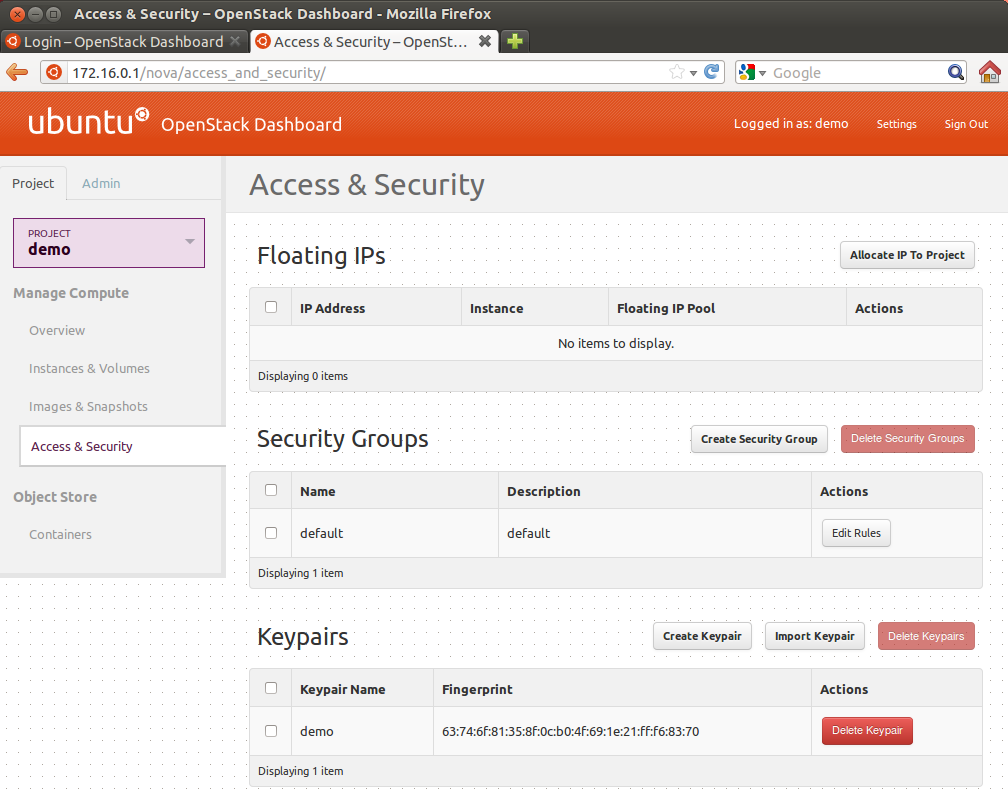 Access & Security – OpenStack Dashboard - Mozilla Firefox
Login – OpenStack Dashboard
Access & Security – OpenSt...
172.16.0.1/nova/access_and_security/
Google
ubuntu OpenStack Dashboard
Logged in as: demo
Settings
Sign Out
Project
Admin
PROJECT
demo
Manage Compute
Overview
Instances & Volumes
Images & Snapshots
Access & Security
Object Store
Containers
Access & Security
Floating IPs
Allocate IP To Project
IP Address Instance Floating IP Pool Actions
No items to display.
Displaying 0 items
Security Groups
Create Security Group
Delete Security Groups
Name Description Actions
default default Edit Rules
Displaying 1 item
Keypairs
Create Keypair
Import Keypair
Delete Keypairs
Keypair Name Fingerprint Actions
demo 63:74:6f:81:35:8f:0c:b0:4f:69:1e:21:ff:f6:83:70 Delete Keypair
Displaying 1 item